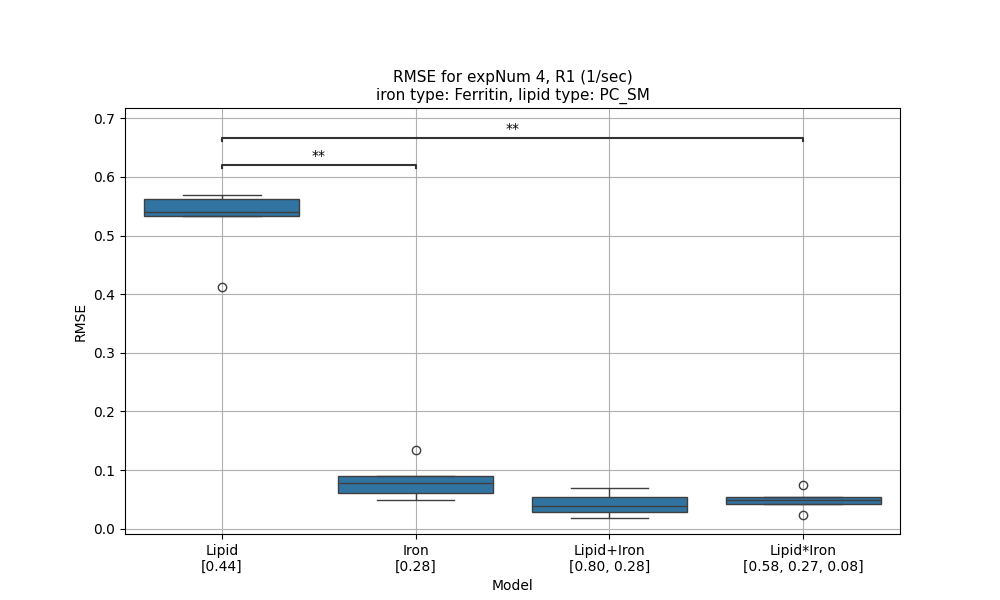 RMSE for expNum 4, R1 (1/sec)
iron type: Ferritin, lipid type: PC_SM
0.7
**
**
0.6
0.5
0.4
0.3
0.2
0.1
0.0
RMSE
Lipid
[0.44]
Iron
[0.28]
Lipid+Iron
[0.80, 0.28]
Lipid*Iron
[0.58, 0.27, 0.08]
Model